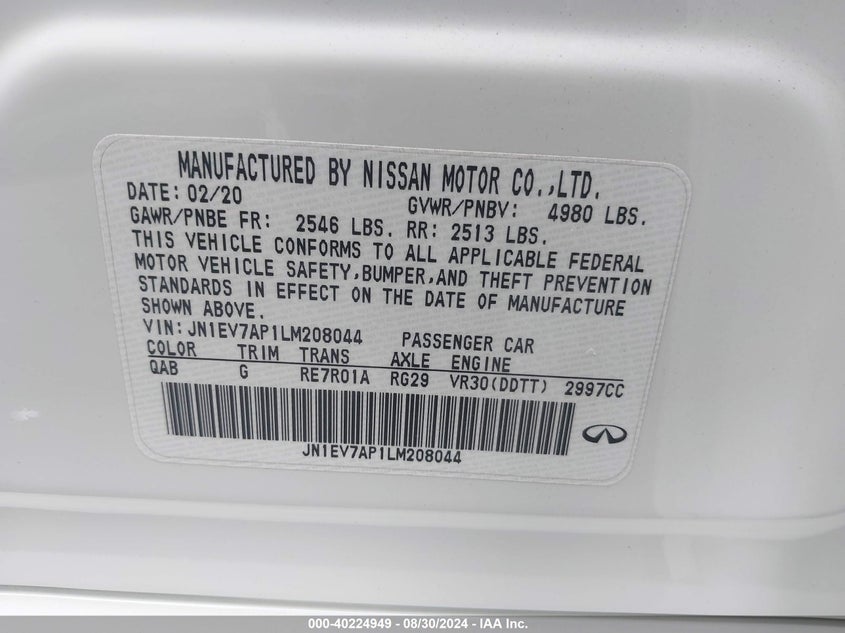 MANUFACTURED BY NISSAN MOTOR CO.,LTD.
DATE: 02/20 GVWR/PNBV: 4980 LBS.
GAWR/PNBE FR: 2546 LBS. RR: 2513 LBS.
THIS VEHICLE CONFORMS TO ALL APPLICABLE FEDERAL
MOTOR VEHICLE SAFETY,BUMPER,AND THEFT PREVENTION
STANDARDS IN EFFECT ON THE DATE OF MANUFACTURE
SHOWN ABOVE.
VIN:JN1EV7AP1LM208044 PASSENGER CAR
COLOR TRIM TRANS AXLE ENGINE
QAB G RE7R01A RG29 VR30(DDTT) 2997CC
JN1EV7AP1LM208044
000-40224949 - 08/30/2024 - IAA Inc.